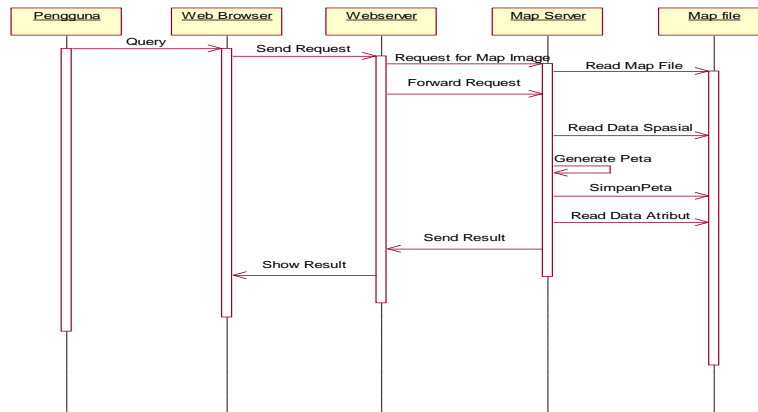 Pengguna
Web Browser
Webserver
Map Server
Map file
Query
Send Request
Request for Map Image
Read Map File
Forward Request
Read Data Spasial
Generate Peta
SimpanPeta
Read Data Atribut
Send Result
Show Result